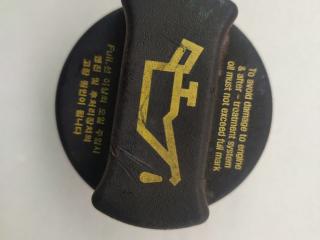 To avoid damage to engine
& after - treatment system
oil must not exceed full mark
Full선 이상의 오일 주입시
엔진 및 후처리장치의
고장 원인이 됩니다